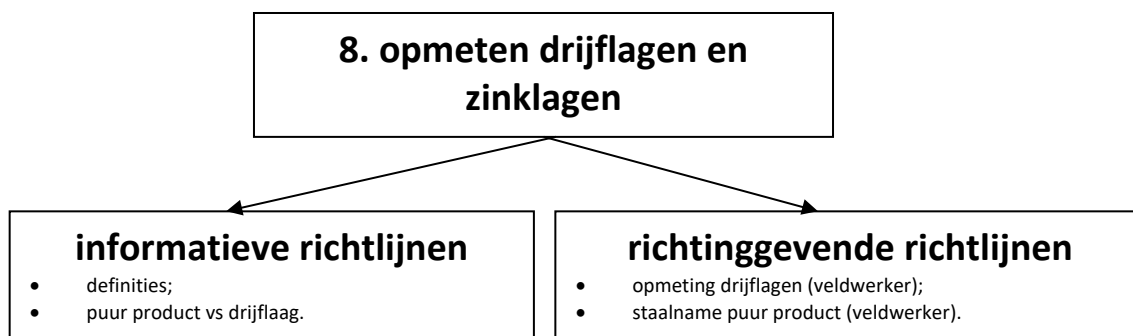 8. opmeten drijflagen en
zinklagen
informatieve richtlijnen
• definities;
• puur product vs drijflaag.
richtinggevende richtlijnen
• opmeting drijflagen (veldwerker);
• staalname puur product (veldwerker).